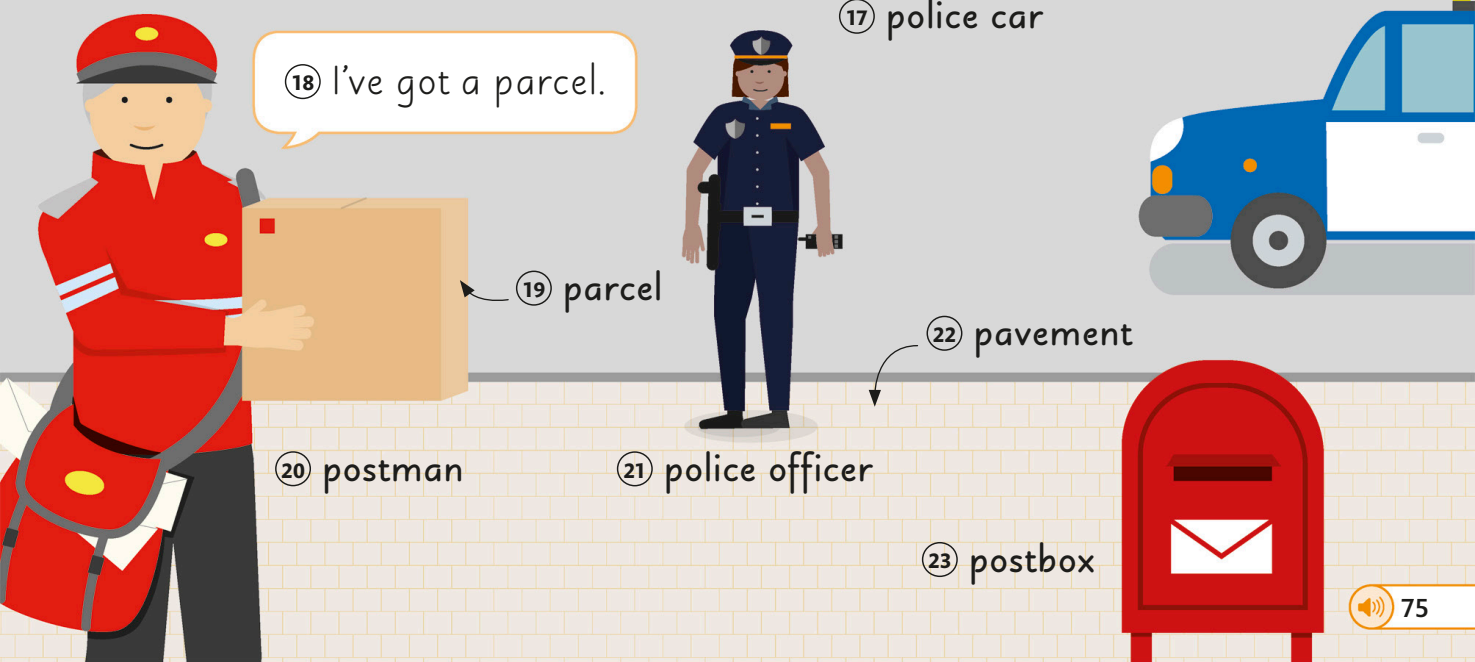 17 police car
18 I've got a parcel.
19 parcel
22 pavement
20 postman
21 police officer
23 postbox
75